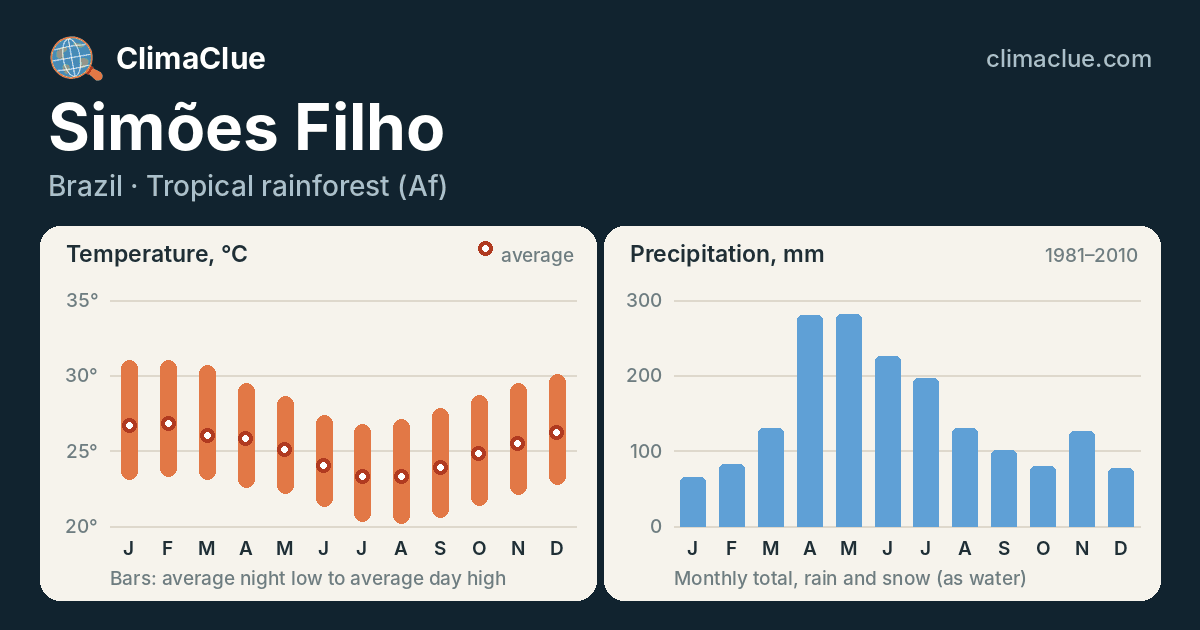 ClimaClue
climaclue.com
Simões Filho
Brazil · Tropical rainforest (Af)
Temperature, °C
average
35°
30°
25°
20°
J F M A M J J A S O N D
Bars: average night low to average day high
Precipitation, mm
1981–2010
300
200
100
0
J F M A M J J A S O N D
Monthly total, rain and snow (as water)